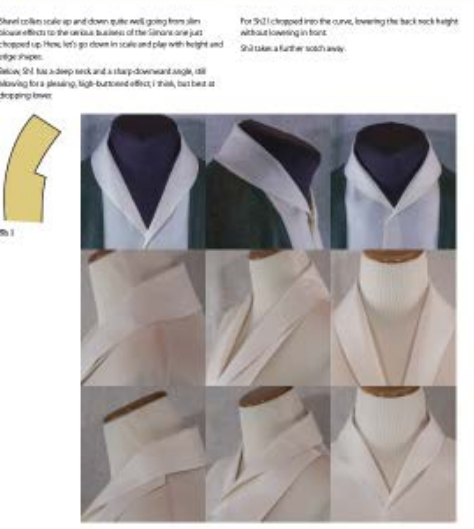 Shawl collars scale up and down quite well, going from slim
blouse effects to the serious business of the Simons one just
chopped up. Here, let's go down in scale and play with height and
edge shapes.
Below, Sh1 has a deep neck and a sharp downward angle, still
allowing for a pleasing, high-buttoned effect, I think, but best at
dropping lower.
For Sh2 I chopped into the curve, lowering the back neck height
without lowering in front.
Sh3 takes a further notch away.
Sh 1